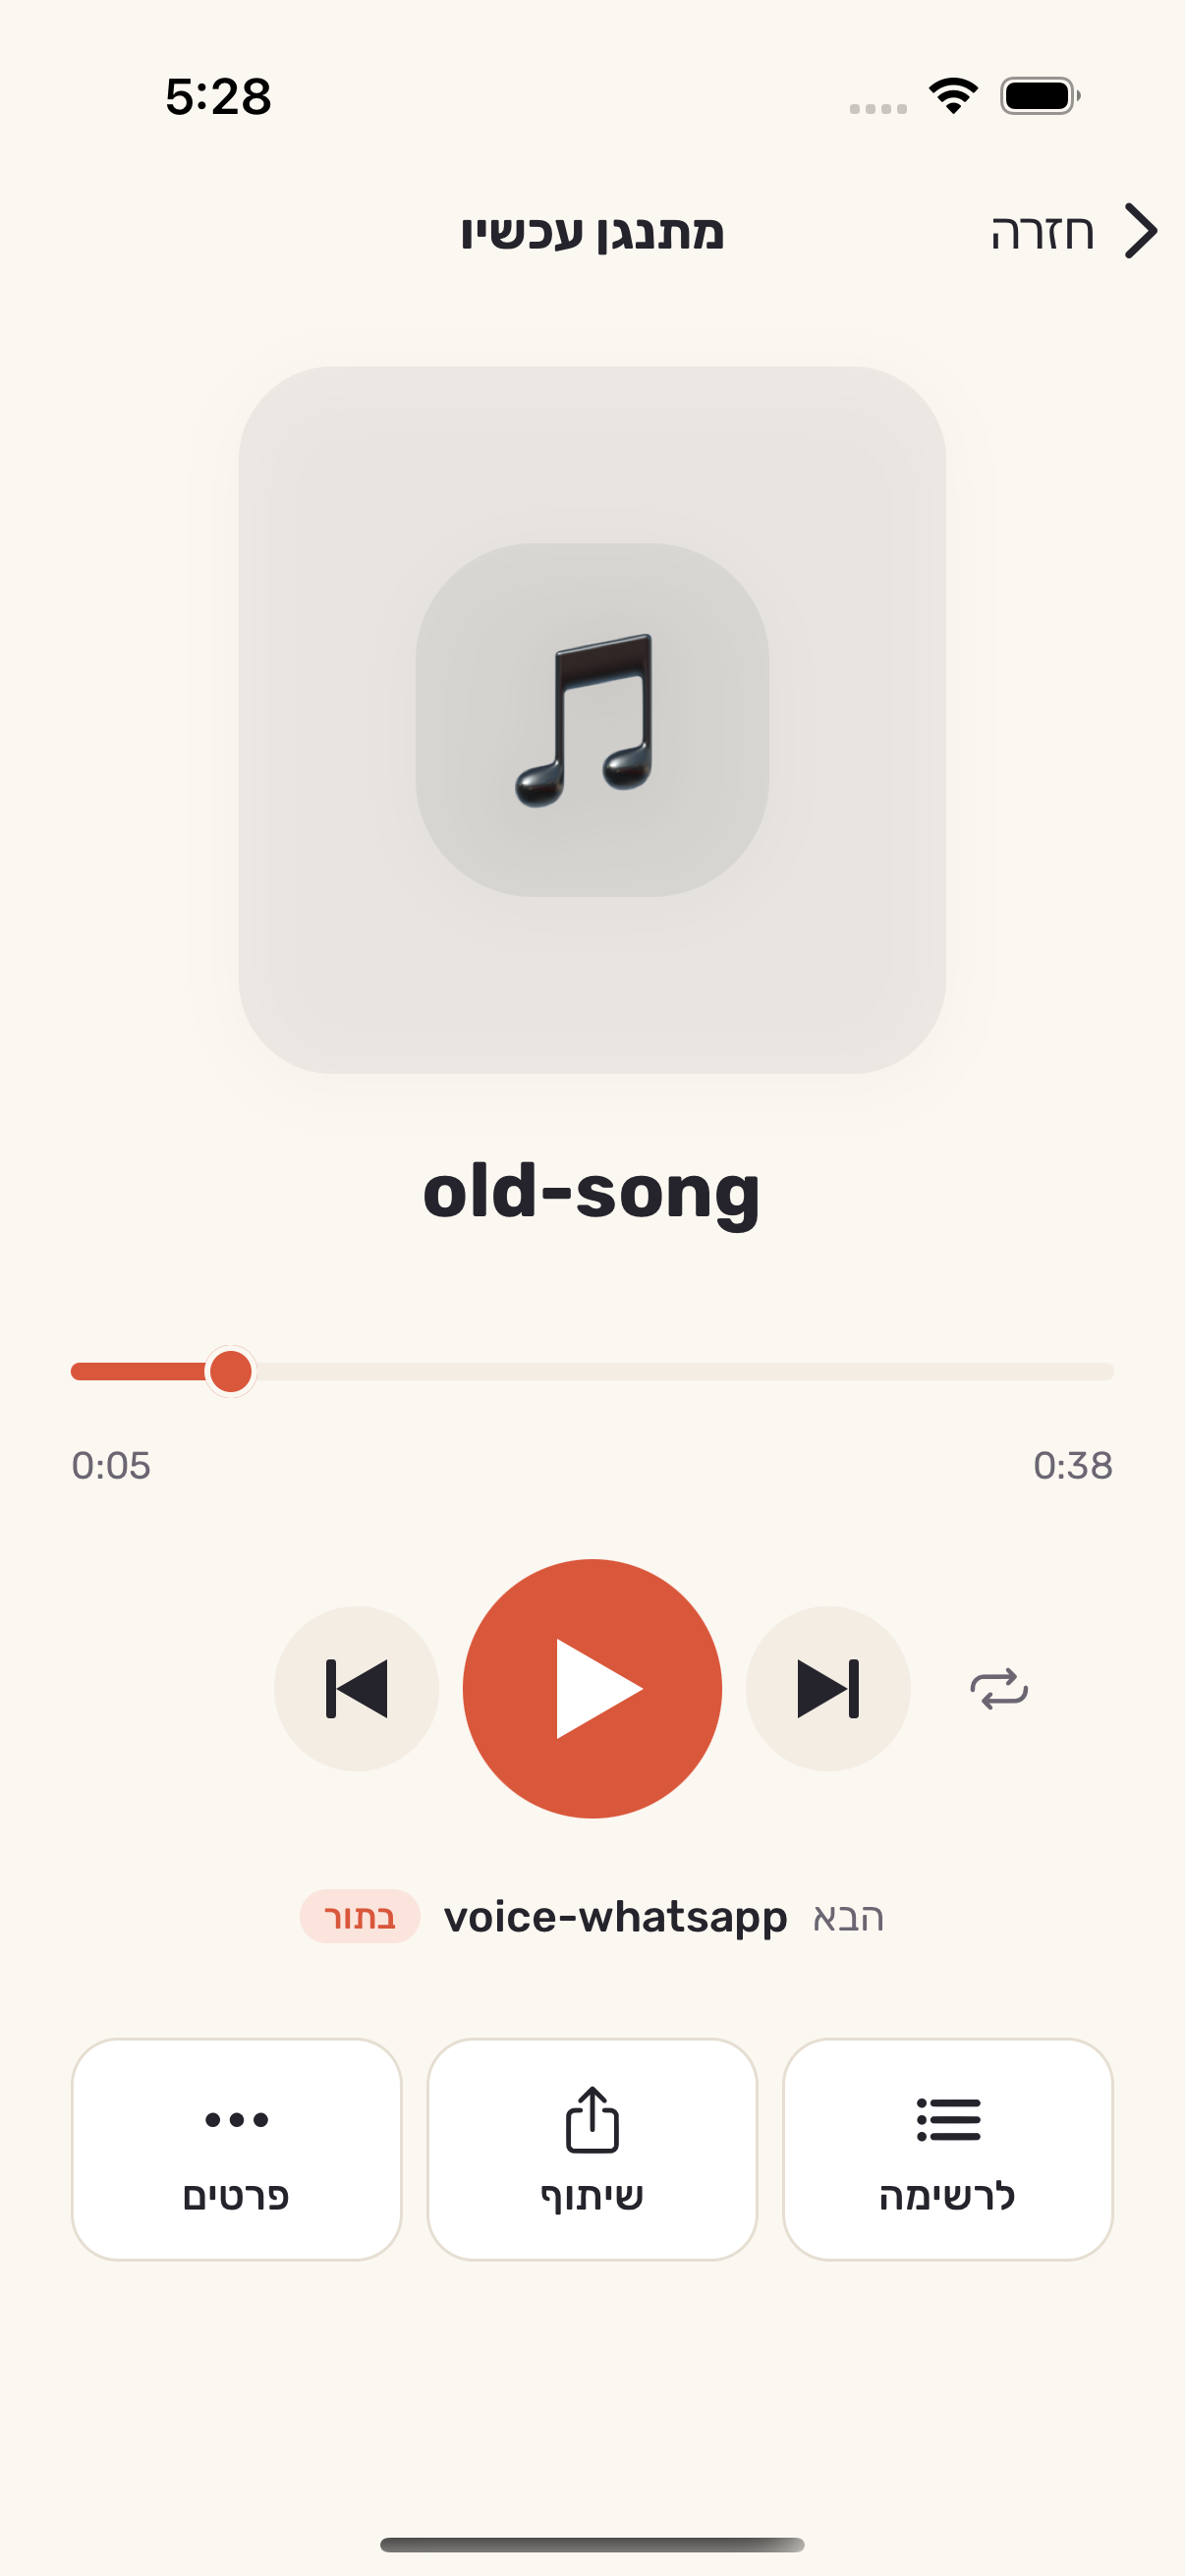 5:28
חזרה
מתנגן עכשיו
old-song
0:05
0:38
הבא voice-whatsapp בתור
לרשימה
שיתוף
פרטים